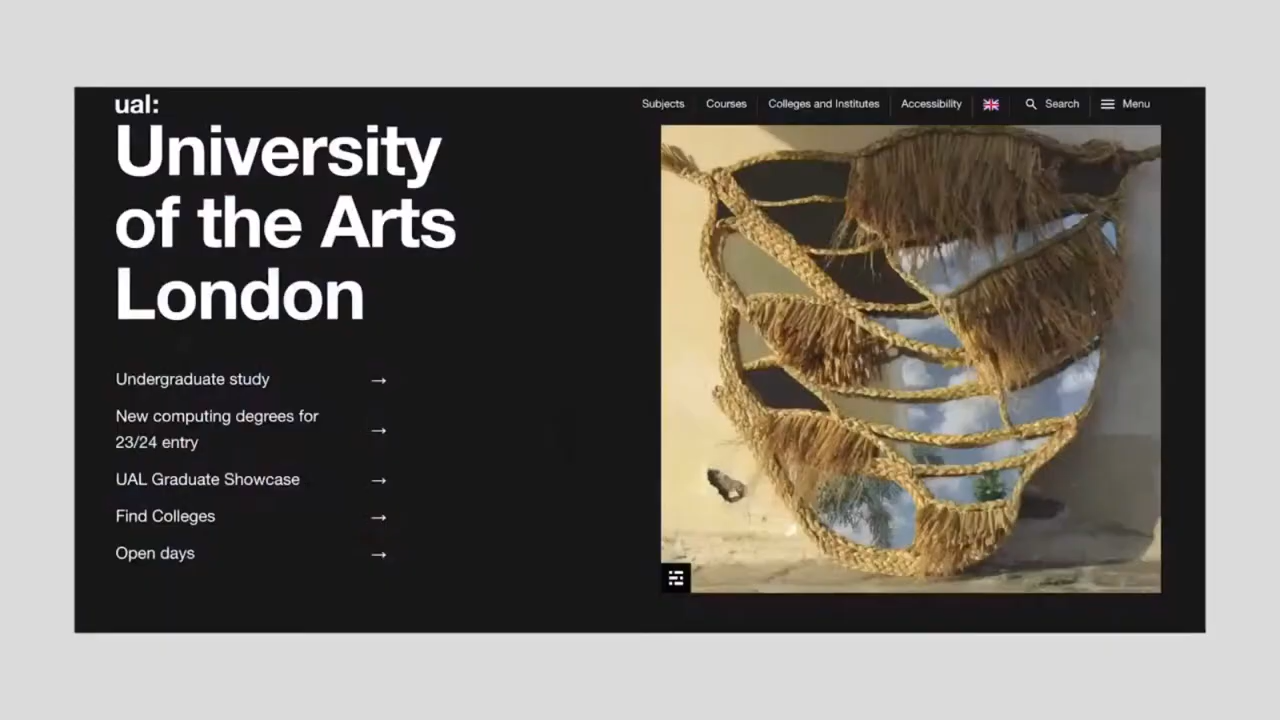 ual:
Subjects
Courses
Colleges and Institutes
Accessibility
Search
Menu
University
of the Arts
London
Undergraduate study →
New computing degrees for
23/24 entry →
UAL Graduate Showcase →
Find Colleges →
Open days →